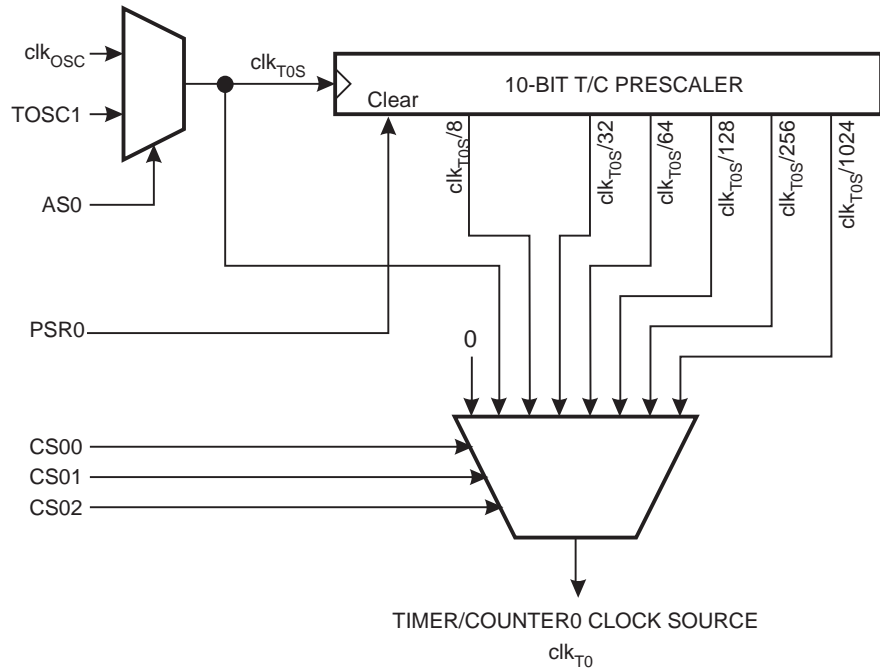 clkOSC
clkT0S
10-BIT T/C PRESCALER
TOSC1
Clear
clkT0S/8
clkT0S/32
clkT0S/64
clkT0S/128
clkT0S/256
clkT0S/1024
AS0
PSR0
0
CS00
CS01
CS02
TIMER/COUNTER0 CLOCK SOURCE
clkT0